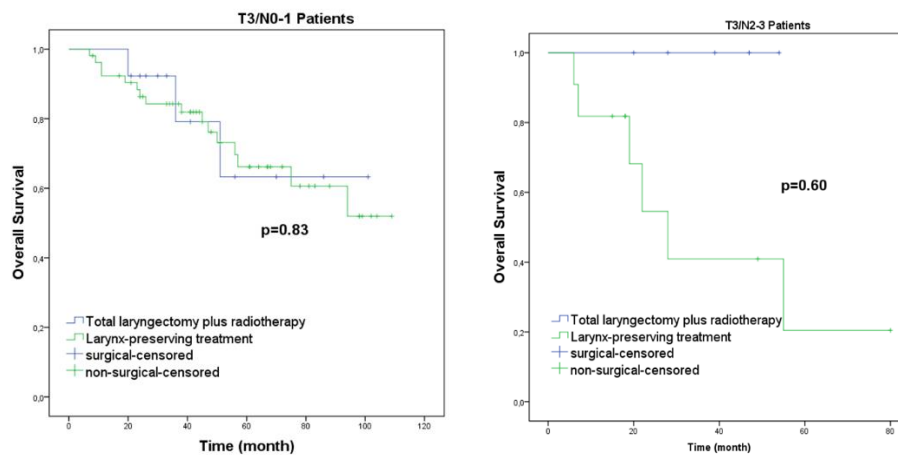 T3/N0-1 Patients
1,0
0,8
0,6
0,4
0,2
0,0
Overall Survival
p=0.83
Total laryngectomy plus radiotherapy
Larynx-preserving treatment
surgical-censored
non-surgical-censored
0 20 40 60 80 100 120
Time (month)
T3/N2-3 Patients
1,0
0,8
0,6
0,4
0,2
0,0
Overall Survival
p=0.60
Total laryngectomy plus radiotherapy
Larynx-preserving treatment
surgical-censored
non-surgical-censored
0 20 40 60 80
Time (month)